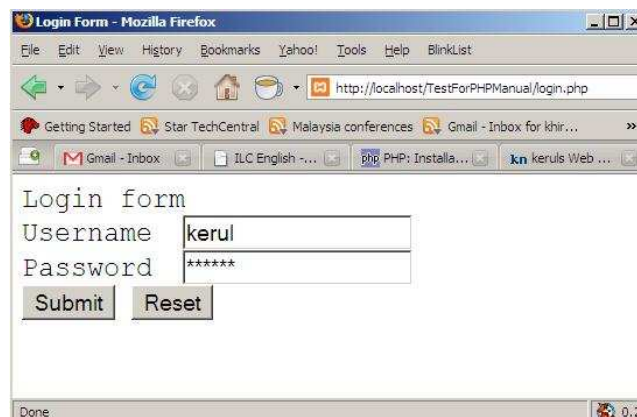 Login Form - Mozilla Firefox
File Edit View History Bookmarks Yahoo! Tools Help BlinkList
http://localhost/TestForPHPManual/login.php
Getting Started Star TechCentral Malaysia conferences Gmail - Inbox for khir... »
Gmail - Inbox ILC English -... php PHP: Installa... kn keruls Web ...
Login form
Username kerul
Password ******
Submit Reset
Done